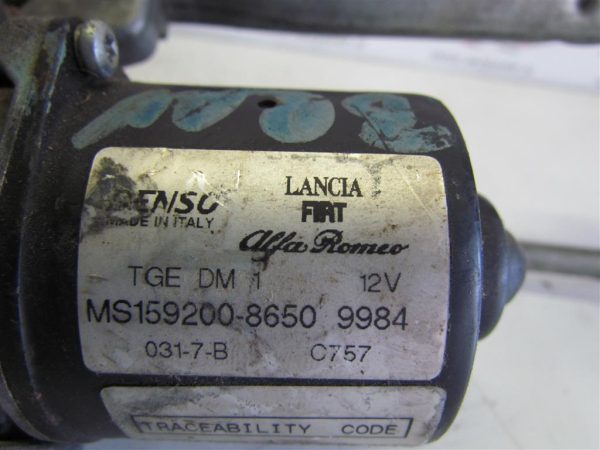 DENSO
MADE IN ITALY
LANCIA
FIAT
Alfa Romeo
TGE DM 1 12V
MS159200-8650 9984
031-7-B C757
TRACEABILITY CODE